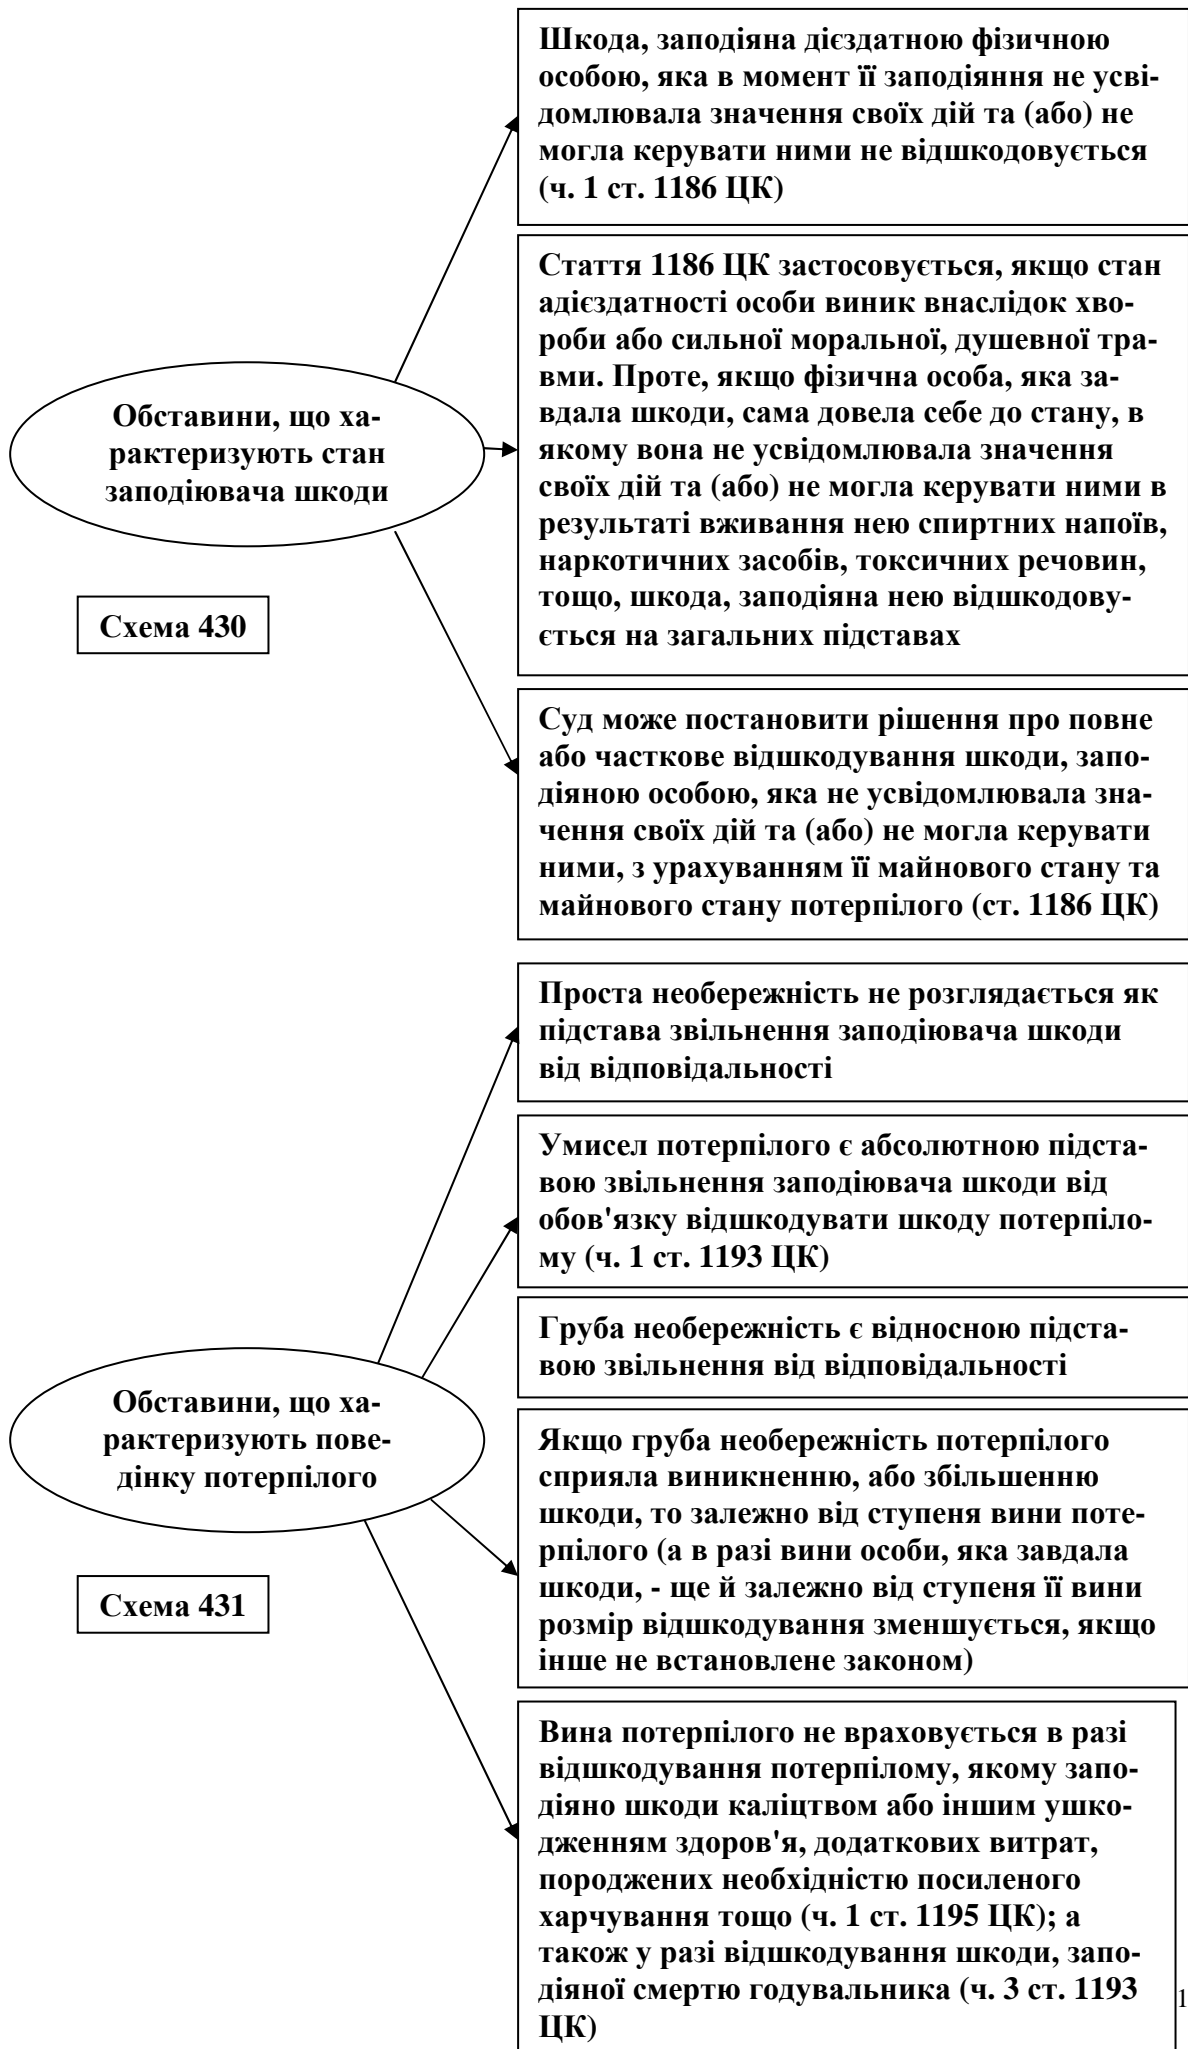 Шкода, заподіяна дієздатною фізичною
особою, яка в момент її заподіяння не усві-
домлювала значення своїх дій та (або) не
могла керувати ними не відшкодовується
(ч. 1 ст. 1186 ЦК)
Стаття 1186 ЦК застосовується, якщо стан
адієздатності особи виник внаслідок хво-
роби або сильної моральної, душевної тра-
вми. Проте, якщо фізична особа, яка за-
вдала шкоди, сама довела себе до стану, в
якому вона не усвідомлювала значення
своїх дій та (або) не могла керувати ними в
результаті вживання нею спиртних напоїв,
наркотичних засобів, токсичних речовин,
тощо, шкода, заподіяна нею відшкодову-
ється на загальних підставах
Обставини, що ха-
рактеризують стан
заподіювача шкоди
Схема 430
Суд може постановити рішення про повне
або часткове відшкодування шкоди, запо-
діяною особою, яка не усвідомлювала зна-
чення своїх дій та (або) не могла керувати
ними, з урахуванням її майнового стану та
майнового стану потерпілого (ст. 1186 ЦК)
Проста необережність не розглядається як
підстава звільнення заподіювача шкоди
від відповідальності
Умисел потерпілого є абсолютною підста-
вою звільнення заподіювача шкоди від
обов'язку відшкодувати шкоду потерпіло-
му (ч. 1 ст. 1193 ЦК)
Груба необережність є відносною підста-
вою звільнення від відповідальності
Обставини, що ха-
рактеризують пове-
дінку потерпілого
Схема 431
Якщо груба необережність потерпілого
сприяла виникненню, або збільшенню
шкоди, то залежно від ступеня вини поте-
рпілого (а в разі вини особи, яка завдала
шкоди, - ще й залежно від ступеня її вини
розмір відшкодування зменшується, якщо
інше не встановлене законом)
Вина потерпілого не враховується в разі
відшкодування потерпілому, якому запо-
діяно шкоди каліцтвом або іншим ушко-
дженням здоров'я, додаткових витрат,
породжених необхідністю посиленого
харчування тощо (ч. 1 ст. 1195 ЦК); а
також у разі відшкодування шкоди, запо-
діяної смертю годувальника (ч. 3 ст. 1193
ЦК)
1